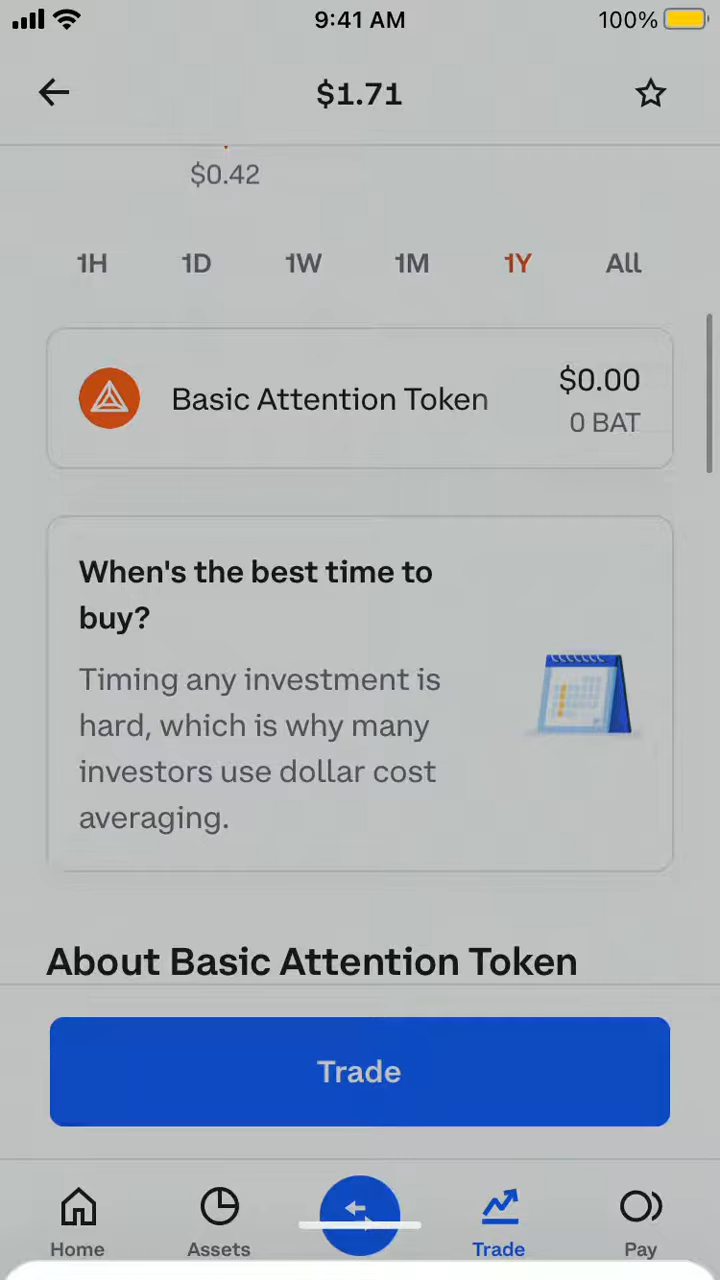 9:41 AM
100%
$1.71
$0.42
1H 1D 1W 1M 1Y All
Basic Attention Token
$0.00
0 BAT
When's the best time to
buy?
Timing any investment is
hard, which is why many
investors use dollar cost
averaging.
About Basic Attention Token
Trade
Home Assets Trade Pay